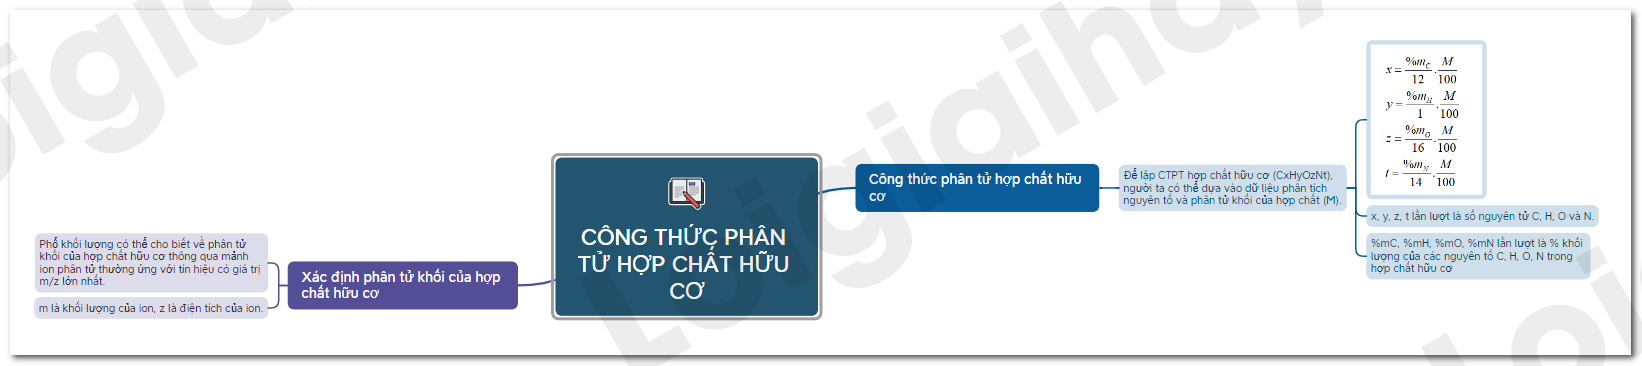 CÔNG THỨC PHÂN
TỬ HỢP CHẤT HỮU
CƠ
Công thức phân tử hợp chất hữu
cơ
Để lập CTPT hợp chất hữu cơ (CxHyOzNt),
người ta có thể dựa vào dữ liệu phân tích
nguyên tố và phân tử khối của hợp chất (M).
x = %m_C/12 . M/100
y = %m_H/1 . M/100
z = %m_O/16 . M/100
t = %m_N/14 . M/100
x, y, z, t lần lượt là số nguyên tử C, H, O và N.
%mC, %mH, %mO, %mN lần lượt là % khối
lượng của các nguyên tố C, H, O, N trong
hợp chất hữu cơ
Xác định phân tử khối của hợp
chất hữu cơ
Phổ khối lượng có thể cho biết về phân tử
khối của hợp chất hữu cơ thông qua mảnh
ion phân tử thường ứng với tín hiệu có giá trị
m/z lớn nhất.
m là khối lượng của ion, z là điện tích của ion.
Loigiaihay